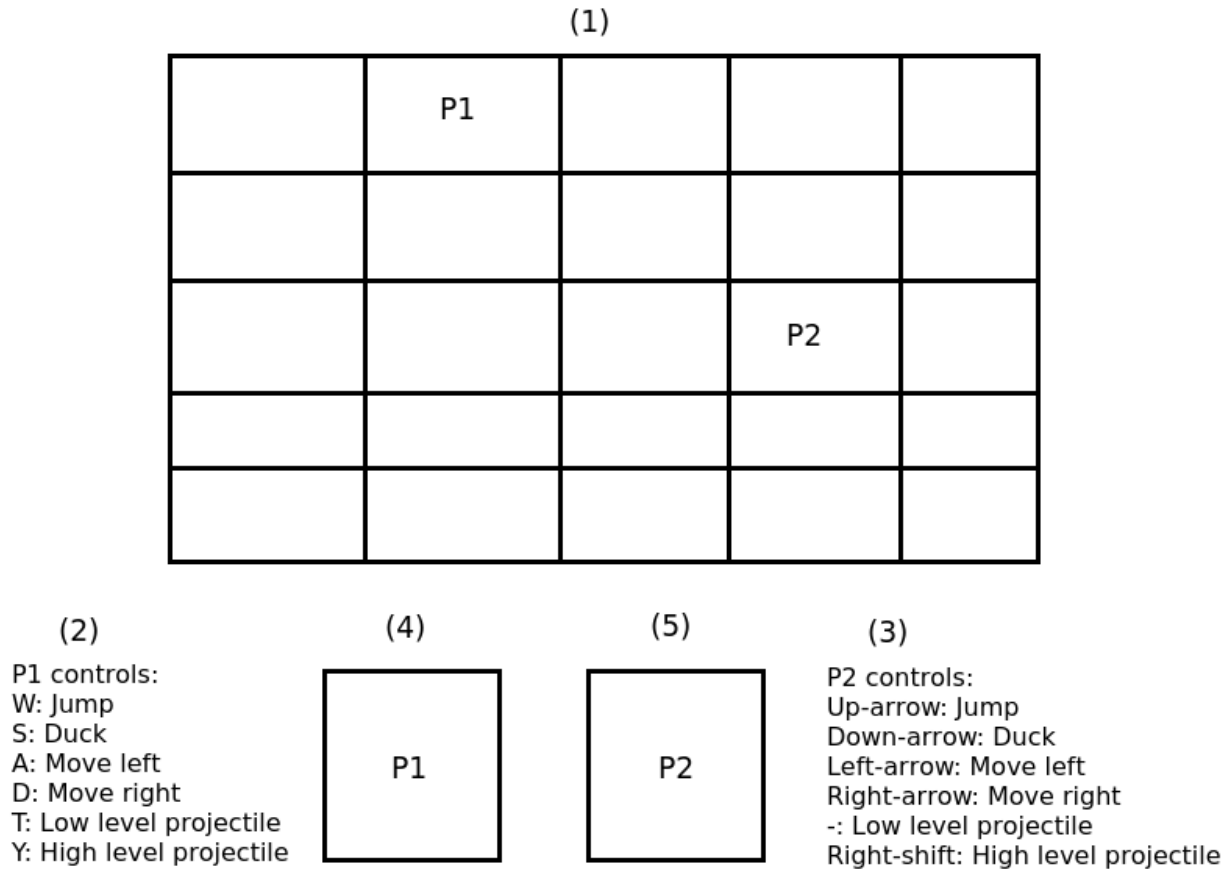 (1)
P1
P2
(2)
P1 controls:
W: Jump
S: Duck
A: Move left
D: Move right
T: Low level projectile
Y: High level projectile
(4)
P1
(5)
P2
(3)
P2 controls:
Up-arrow: Jump
Down-arrow: Duck
Left-arrow: Move left
Right-arrow: Move right
-: Low level projectile
Right-shift: High level projectile